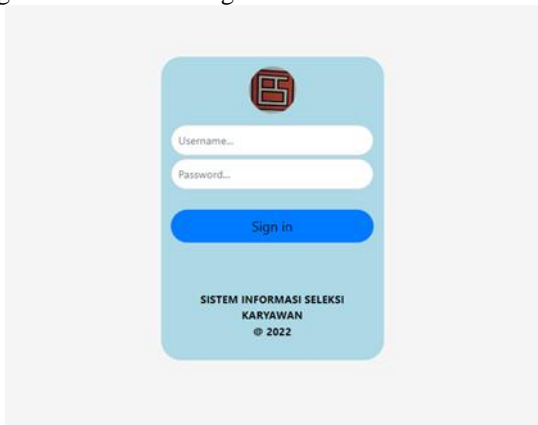 Username...
Password...
Sign in
SISTEM INFORMASI SELEKSI
KARYAWAN
@ 2022